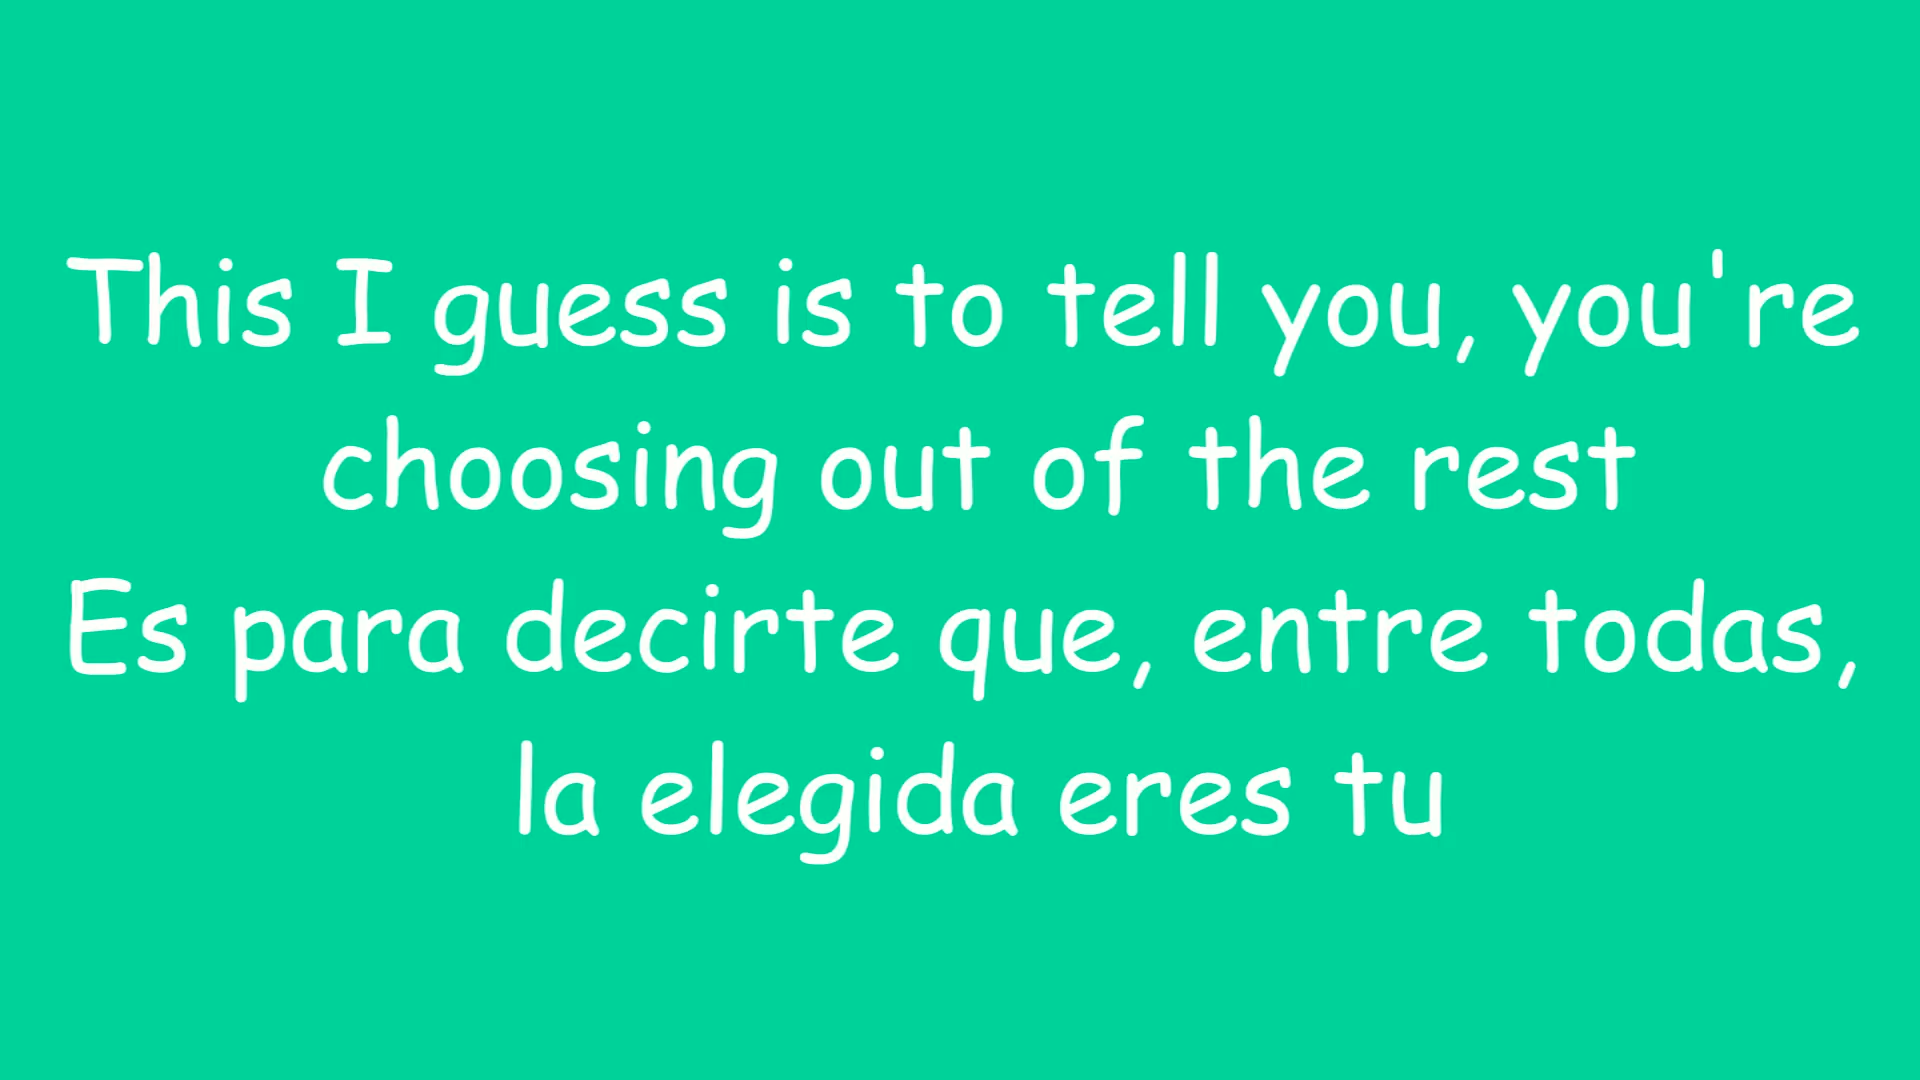 This I guess is to tell you, you're
choosing out of the rest
Es para decirte que, entre todas,
la elegida eres tu